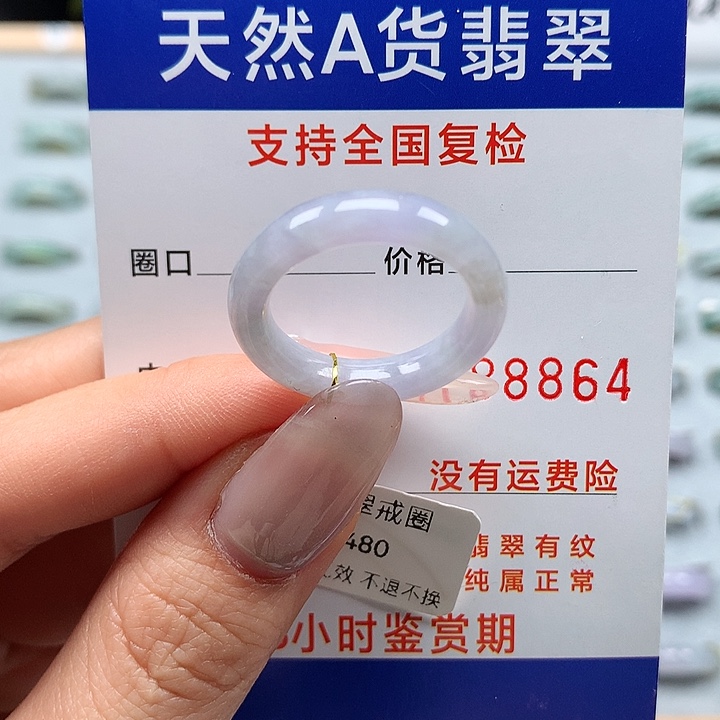 天然A货翡翠
支持全国复检
圈口 价格
8864
没有运费险
翠戒圈
480
效 不退不换
翡翠有纹
纯属正常
小时鉴赏期